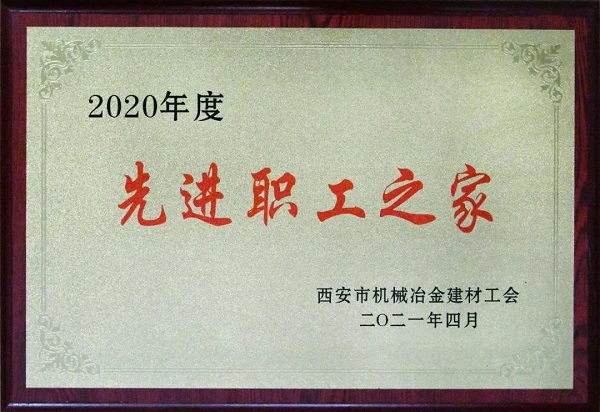 2020年度
先进职工之家
西安市机械冶金建材工会
二〇二一年四月